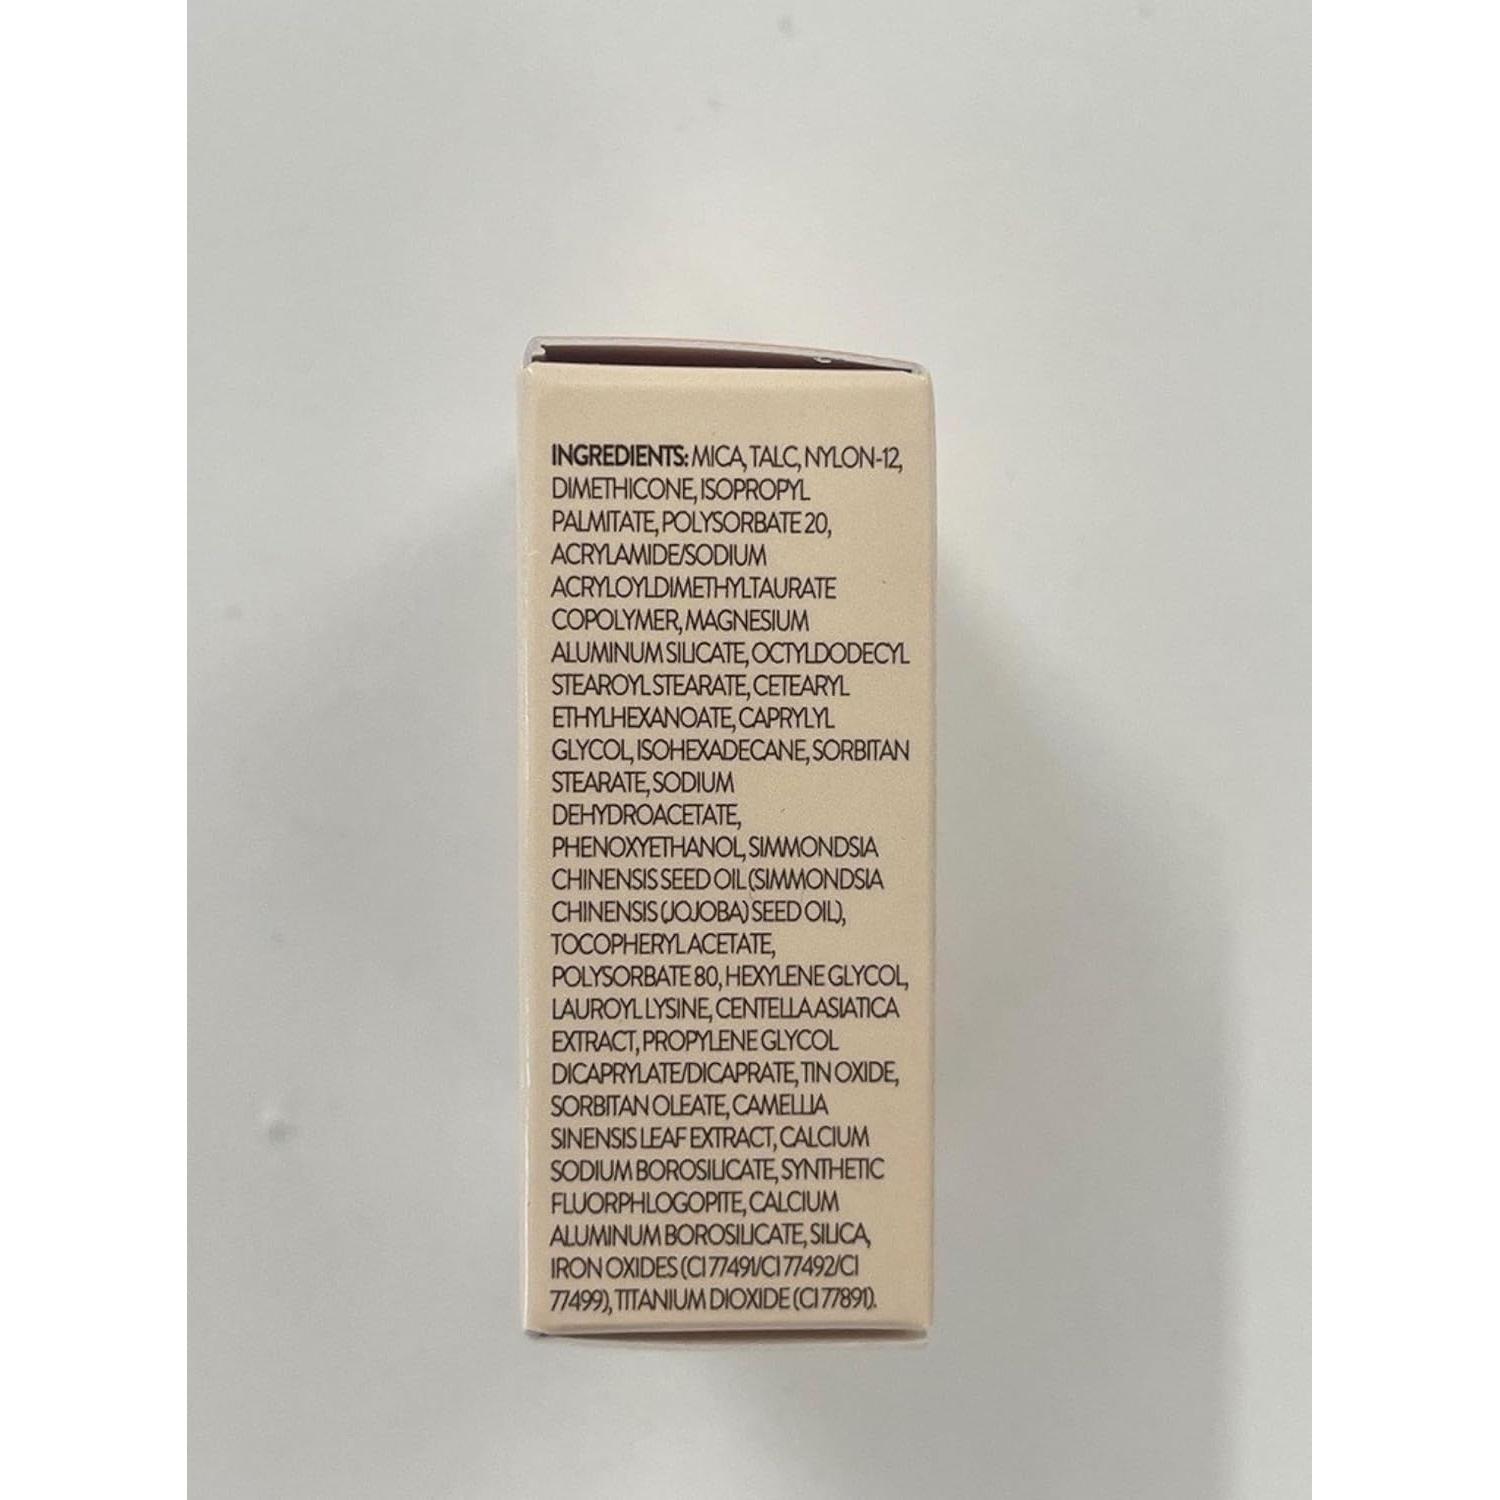 INGREDIENTS: MICA, TALC, NYLON-12,
DIMETHICONE, ISOPROPYL
PALMITATE, POLYSORBATE 20,
ACRYLAMIDE/SODIUM
ACRYLOYLDIMETHYLTAURATE
COPOLYMER, MAGNESIUM
ALUMINUM SILICATE, OCTYLDODECYL
STEAROYL STEARATE, CETEARYL
ETHYLHEXANOATE, CAPRYLYL
GLYCOL, ISOHEXADECANE, SORBITAN
STEARATE, SODIUM
DEHYDROACETATE,
PHENOXYETHANOL, SIMMONDSIA
CHINENSIS SEED OIL (SIMMONDSIA
CHINENSIS (JOJOBA) SEED OIL),
TOCOPHERYL ACETATE,
POLYSORBATE 80, HEXYLENE GLYCOL,
LAUROYL LYSINE, CENTELLA ASIATICA
EXTRACT, PROPYLENE GLYCOL
DICAPRYLATE/DICAPRATE, TIN OXIDE,
SORBITAN OLEATE, CAMELLIA
SINENSIS LEAF EXTRACT, CALCIUM
SODIUM BOROSILICATE, SYNTHETIC
FLUORPHLOGOPITE, CALCIUM
ALUMINUM BOROSILICATE, SILICA,
IRON OXIDES (CI 77491/CI 77492/CI
77499), TITANIUM DIOXIDE (CI 77891).